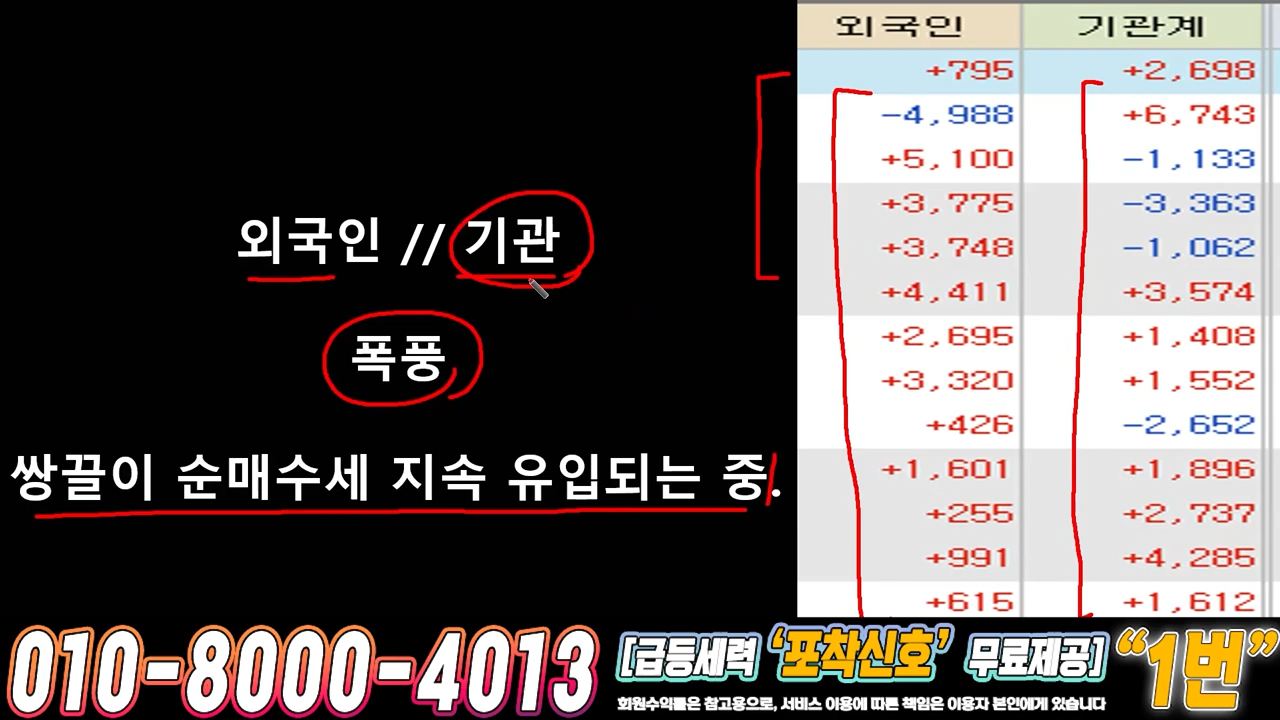 외국인 // 기관
폭풍
쌍끌이 순매수세 지속 유입되는 중.
외국인 기관계
+795 +2,698
-4,988 +6,743
+5,100 -1,133
+3,775 -3,363
+3,748 -1,062
+4,411 +3,574
+2,695 +1,408
+3,320 +1,552
+426 -2,652
+1,601 +1,896
+255 +2,737
+991 +4,285
+615 +1,612
010-8000-4013 [급등세력 ‘포착신호’ 무료제공] “1번”
회원수익률은 참고용으로, 서비스 이용에 따른 책임은 이용자 본인에게 있습니다